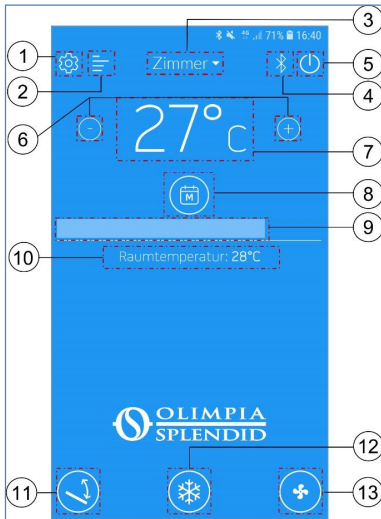 3
71% 16:40
1
Zimmer
5
2
4
6
- 27°C +
7
M
8
9
10
Raumtemperatur: 28°C
OLIMPIA
SPLENDID
12
11
13